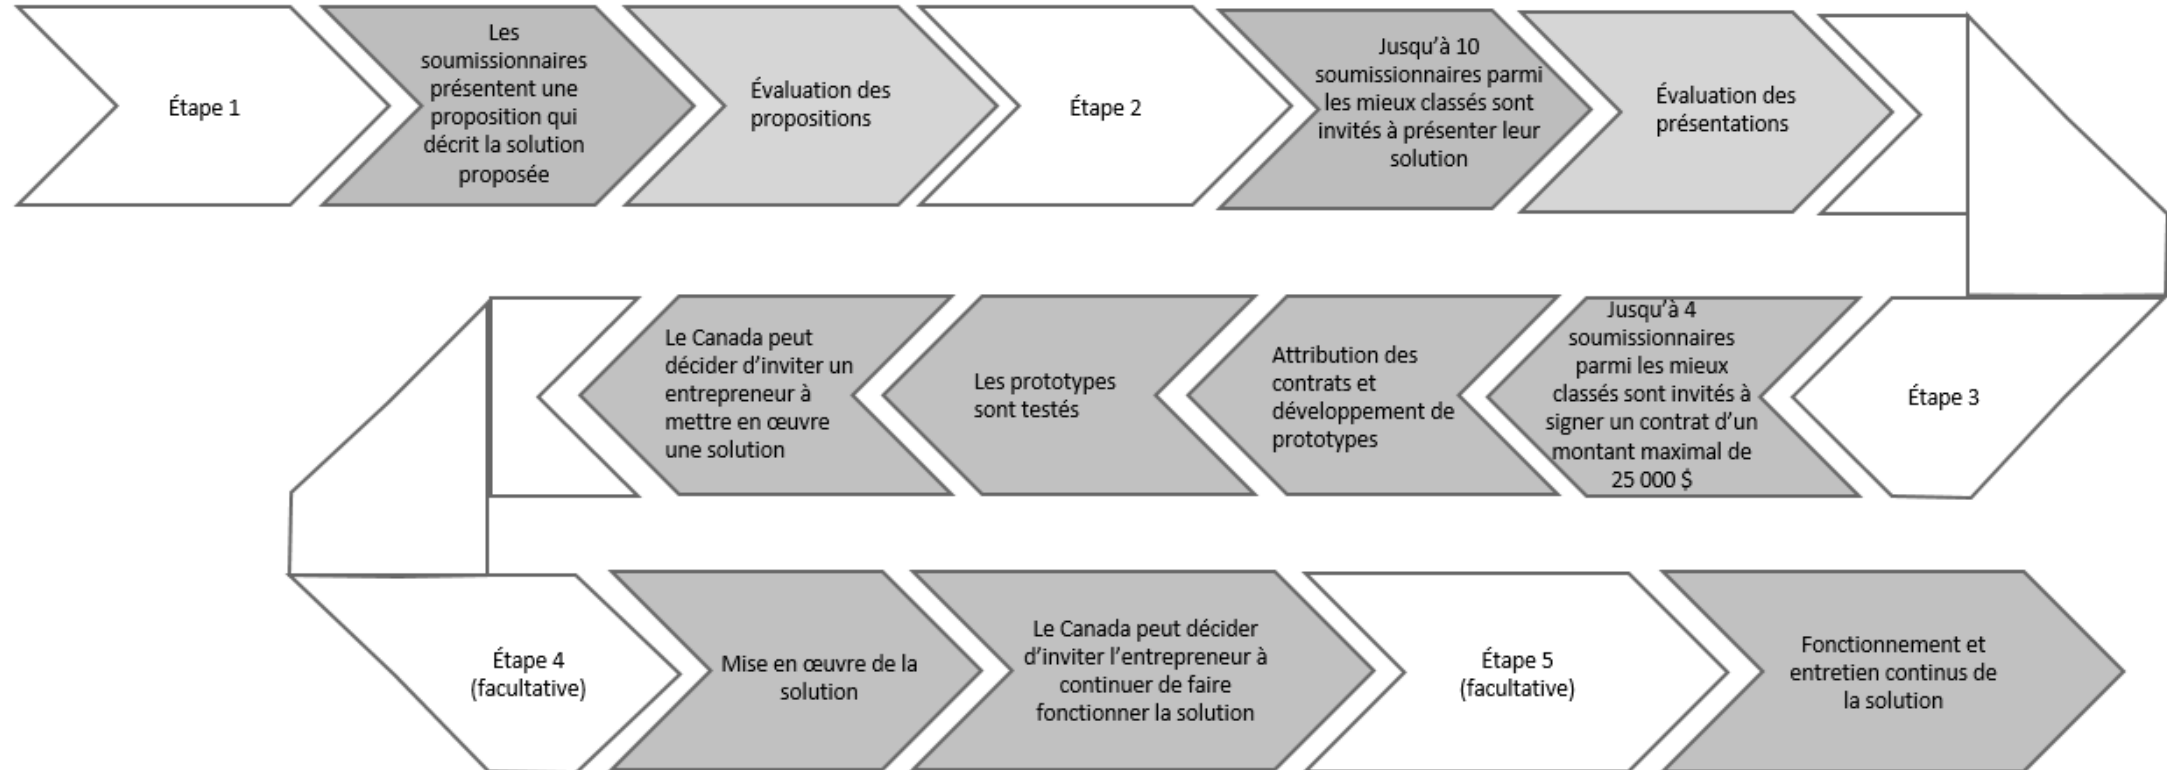 Étape 1
Les
soumissionnaires
présentent une
proposition qui
décrit la solution
proposée
Évaluation des
propositions
Étape 2
Jusqu’à 10
soumissionnaires parmi
les mieux classés sont
invités à présenter leur
solution
Évaluation des
présentations
Étape 3
Jusqu’à 4
soumissionnaires
parmi les mieux
classés sont invités à
signer un contrat d’un
montant maximal de
25 000 $
Attribution des
contrats et
développement de
prototypes
Les prototypes
sont testés
Le Canada peut
décider d’inviter un
entrepreneur à
mettre en œuvre
une solution
Étape 4
(facultative)
Mise en œuvre de la
solution
Le Canada peut décider
d’inviter l’entrepreneur à
continuer de faire
fonctionner la solution
Étape 5
(facultative)
Fonctionnement et
entretien continus de
la solution